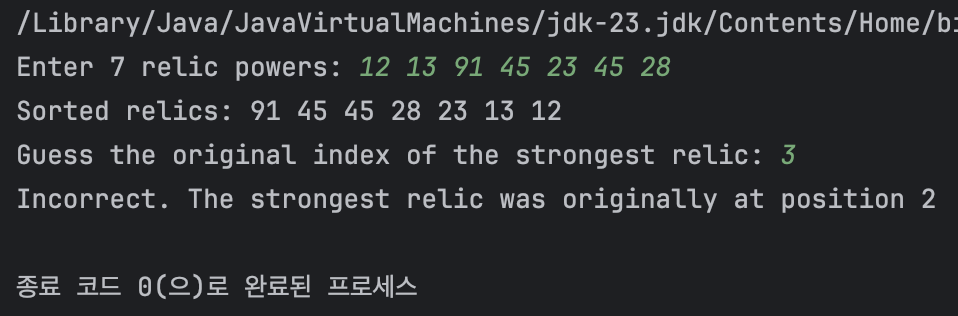 /Library/Java/JavaVirtualMachines/jdk-23.jdk/Contents/Home/bi
Enter 7 relic powers: 12 13 91 45 23 45 28
Sorted relics: 91 45 45 28 23 13 12
Guess the original index of the strongest relic: 3
Incorrect. The strongest relic was originally at position 2
종료 코드 0(으)로 완료된 프로세스